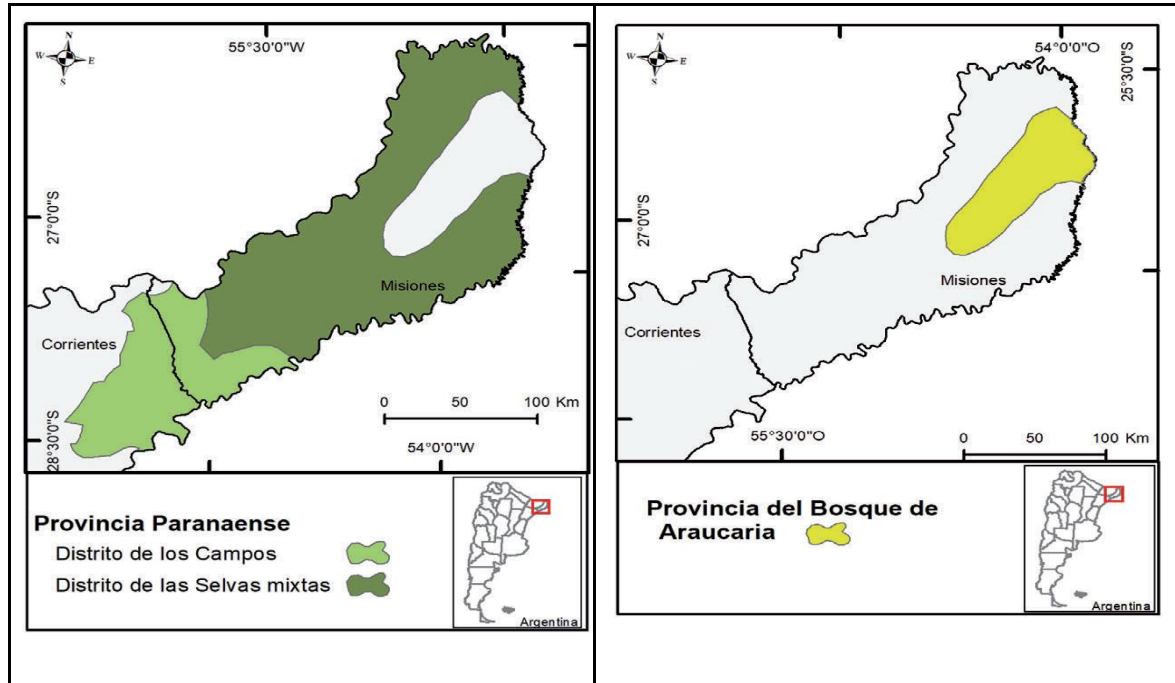 N
W E
S
55°30'0"W
27°0'0"S
Misiones
Corrientes
0 50 100 Km
28°30'0"S
54°0'0"W
Provincia Paranaense
Distrito de los Campos
Distrito de las Selvas mixtas
Argentina
N
W E
S
54°0'0"O
25°30'0"S
27°0'0"S
Misiones
Corrientes
55°30'0"O
0 50 100 Km
Provincia del Bosque de
Araucaria
Argentina